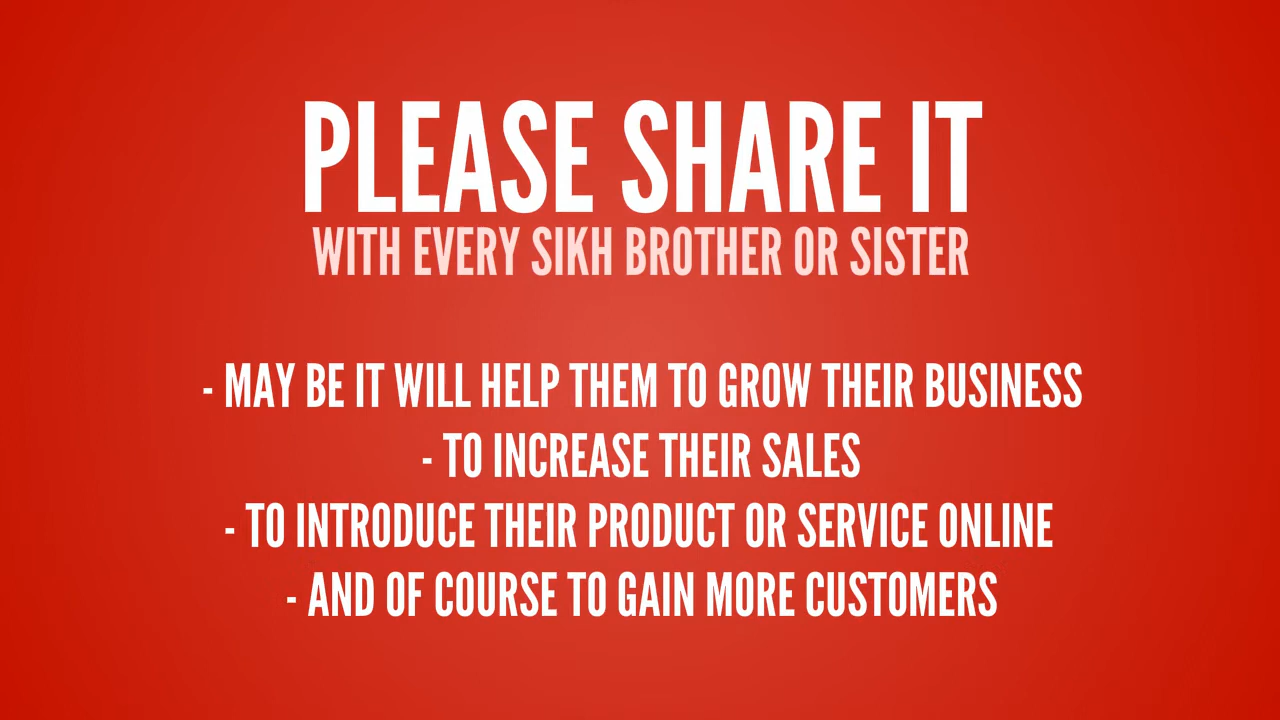 PLEASE SHARE IT
WITH EVERY SIKH BROTHER OR SISTER
- MAY BE IT WILL HELP THEM TO GROW THEIR BUSINESS
- TO INCREASE THEIR SALES
- TO INTRODUCE THEIR PRODUCT OR SERVICE ONLINE
- AND OF COURSE TO GAIN MORE CUSTOMERS